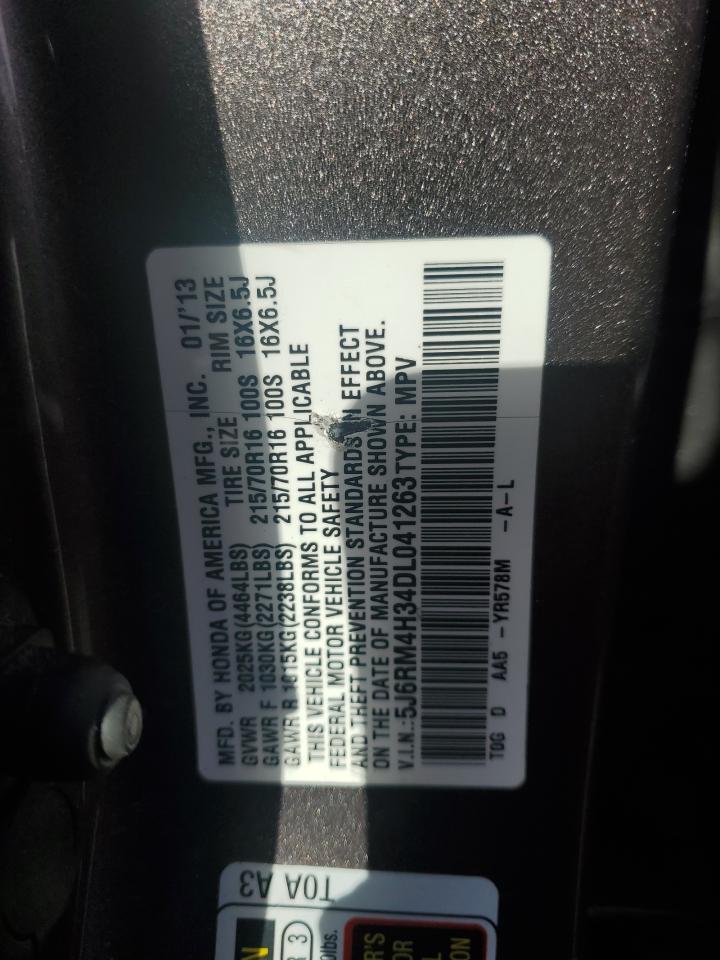 MFD. BY HONDA OF AMERICA MFG., INC. 01/'13
GVWR 2025KG(4464LBS) TIRE SIZE RIM SIZE
GAWR F 1030KG(2271LBS) 215/70R16 100S 16X6.5J
GAWR R 1015KG(2238LBS) 215/70R16 100S 16X6.5J
THIS VEHICLE CONFORMS TO ALL APPLICABLE
FEDERAL MOTOR VEHICLE SAFETY
AND THEFT PREVENTION STANDARDS IN EFFECT
ON THE DATE OF MANUFACTURE SHOWN ABOVE.
V.I.N.:5J6RM4H34DL041263 TYPE: MPV
TOG D AA5 - YR578M -A-L
T0A A3